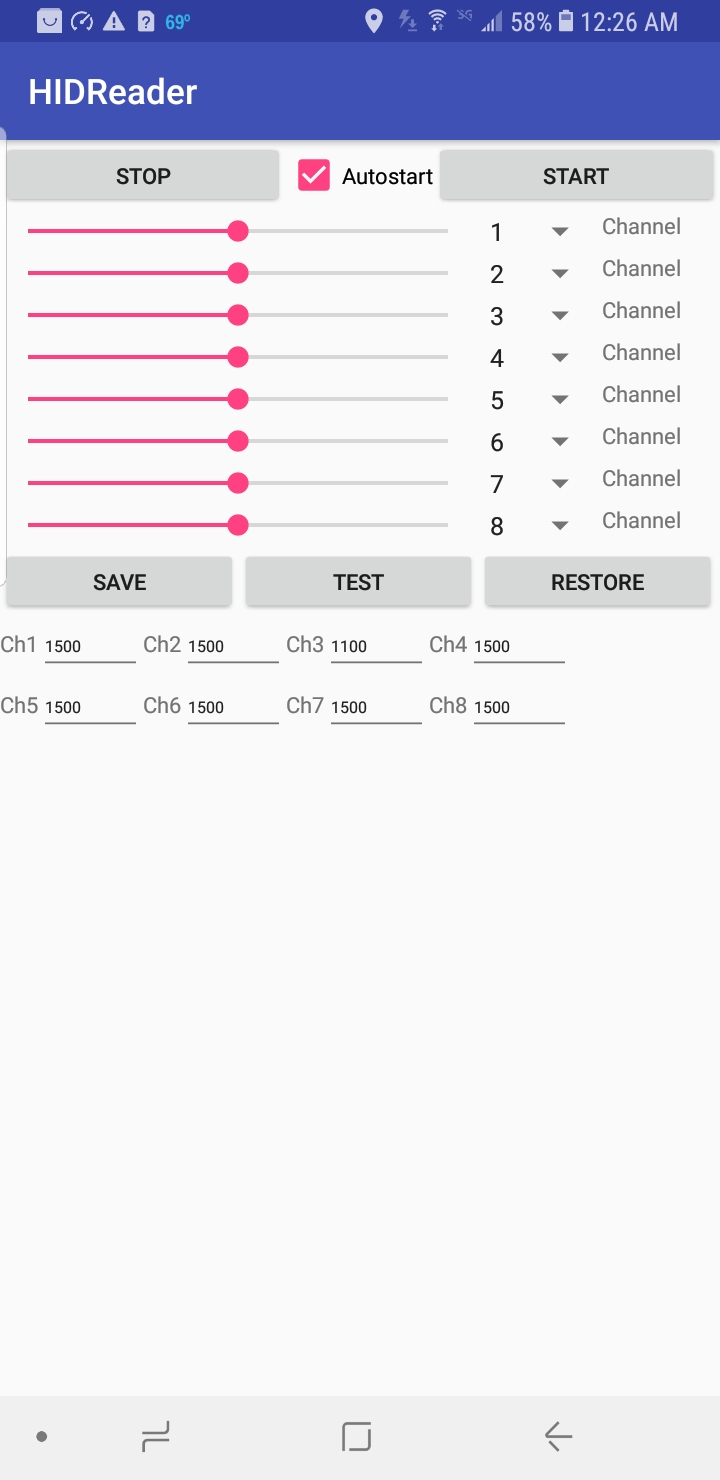 69° 58% 12:26 AM
HIDReader
STOP Autostart START
1 Channel
2 Channel
3 Channel
4 Channel
5 Channel
6 Channel
7 Channel
8 Channel
SAVE TEST RESTORE
Ch1 1500 Ch2 1500 Ch3 1100 Ch4 1500
Ch5 1500 Ch6 1500 Ch7 1500 Ch8 1500